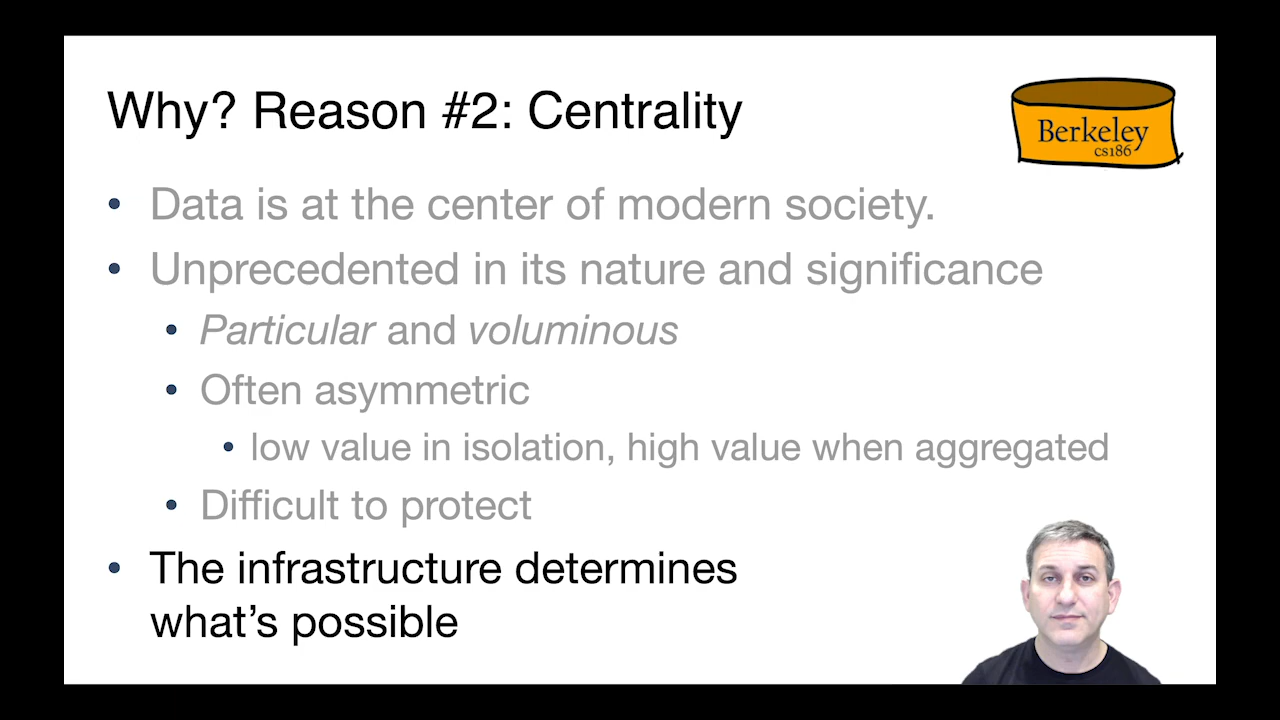 Why? Reason #2: Centrality
Berkeley
cs186
• Data is at the center of modern society.
• Unprecedented in its nature and significance
• Particular and voluminous
• Often asymmetric
• low value in isolation, high value when aggregated
• Difficult to protect
• The infrastructure determines
what’s possible